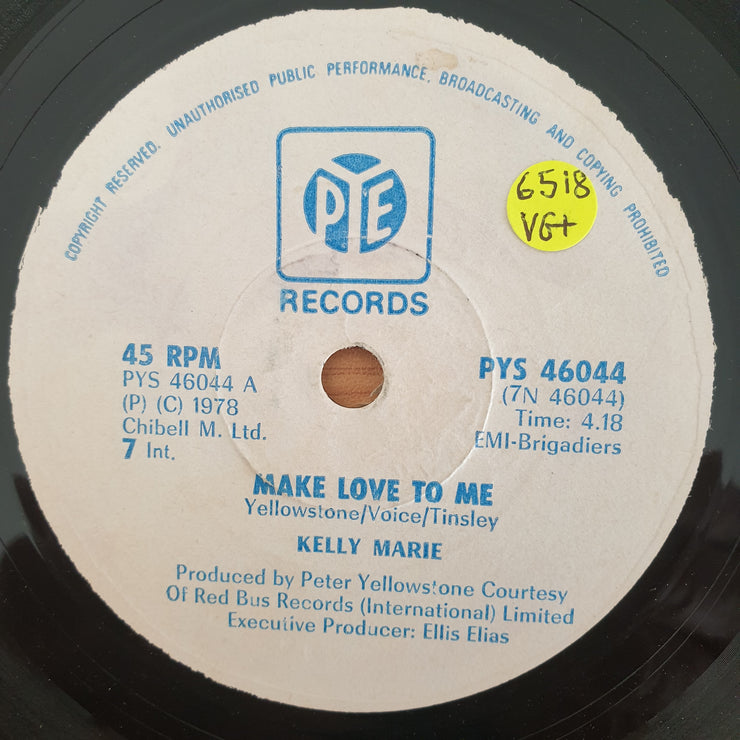 COPYRIGHT RESERVED. UNAUTHORISED PUBLIC PERFORMANCE, BROADCASTING AND COPYING PROHIBITED
PYE
RECORDS
6518
VG+
45 RPM
PYS 46044 A
(P) (C) 1978
Chibell M. Ltd.
7 Int.
PYS 46044
(7N 46044)
Time: 4.18
EMI-Brigadiers
MAKE LOVE TO ME
Yellowstone/Voice/Tinsley
KELLY MARIE
Produced by Peter Yellowstone Courtesy
Of Red Bus Records (International) Limited
Executive Producer: Ellis Elias